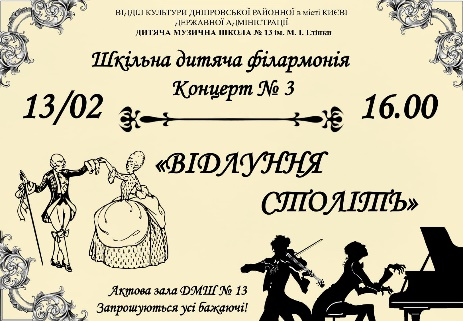 ВІДДІЛ КУЛЬТУРИ ДНІПРОВСЬКОЇ РАЙОННОЇ в місті КИЄВІ
ДЕРЖАВНОЇ АДМІНІСТРАЦІЇ
ДИТЯЧА МУЗИЧНА ШКОЛА № 13 ім. М. І. Глінки
Шкільна дитяча філармонія
Концерт № 3
13/02
16.00
«ВІДЛУННЯ
СТОЛІТЬ»
Актова зала ДМШ № 13
Запрошуються усі бажаючі!